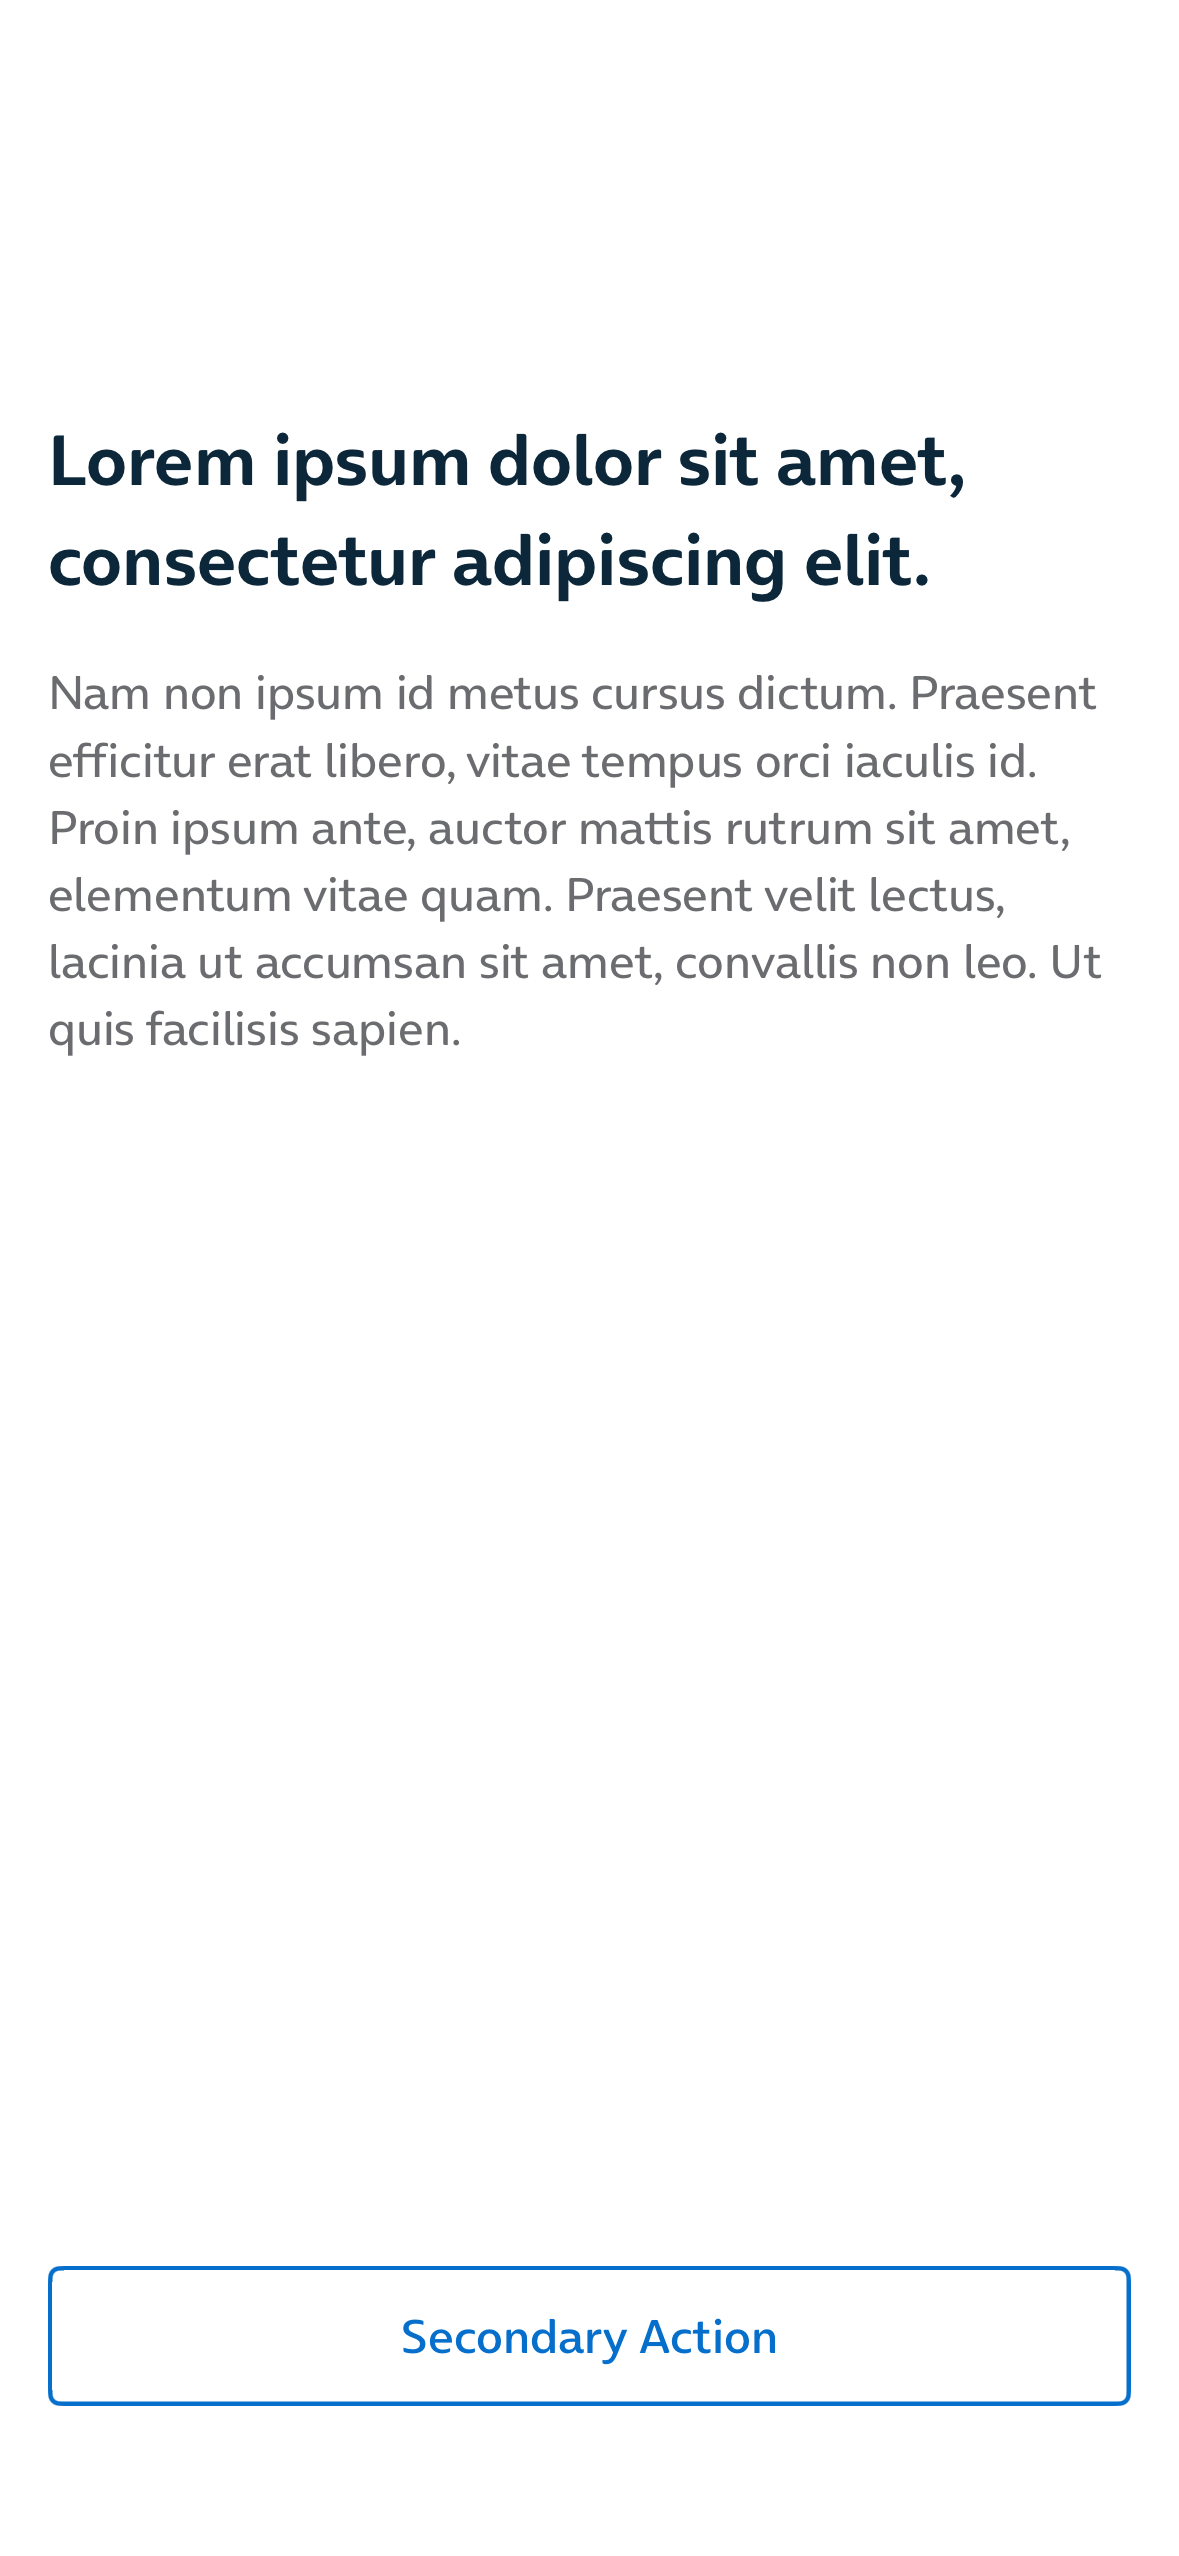 Lorem ipsum dolor sit amet,
consectetur adipiscing elit.
Nam non ipsum id metus cursus dictum. Praesent
efficitur erat libero, vitae tempus orci iaculis id.
Proin ipsum ante, auctor mattis rutrum sit amet,
elementum vitae quam. Praesent velit lectus,
lacinia ut accumsan sit amet, convallis non leo. Ut
quis facilisis sapien.
Secondary Action